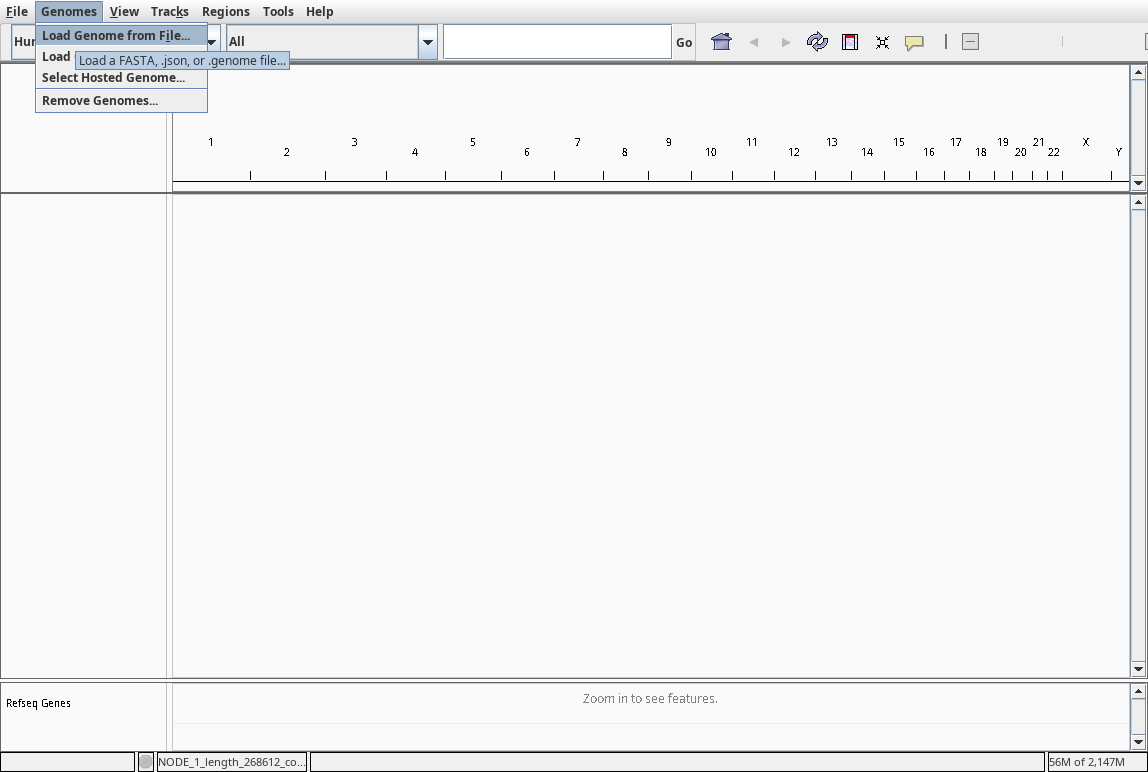 File Genomes View Tracks Regions Tools Help
Load Genome from File...
All
Go
Load
Load a FASTA, .json, or .genome file...
Select Hosted Genome...
Remove Genomes...
1 2 3 4 5 6 7 8 9 10 11 12 13 14 15 16 17 18 19 20 21 22 X Y
Refseq Genes
Zoom in to see features.
NODE_1_length_268612_co...
56M of 2,147M